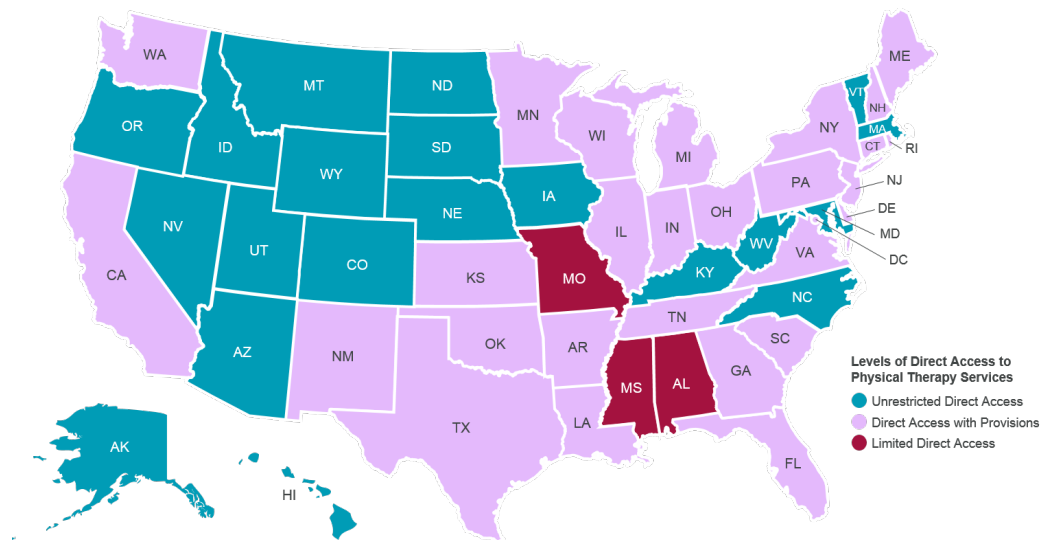 WA
MT
ND
MN
ME
VT
NH
OR
ID
SD
WI
NY
MA
MI
CT
RI
WY
IA
PA
NJ
NV
NE
IL
IN
OH
DE
MD
UT
CO
WV
VA
DC
CA
KS
MO
KY
NC
TN
AZ
NM
OK
AR
SC
MS
AL
GA
TX
LA
FL
AK
HI
Levels of Direct Access to
Physical Therapy Services
Unrestricted Direct Access
Direct Access with Provisions
Limited Direct Access